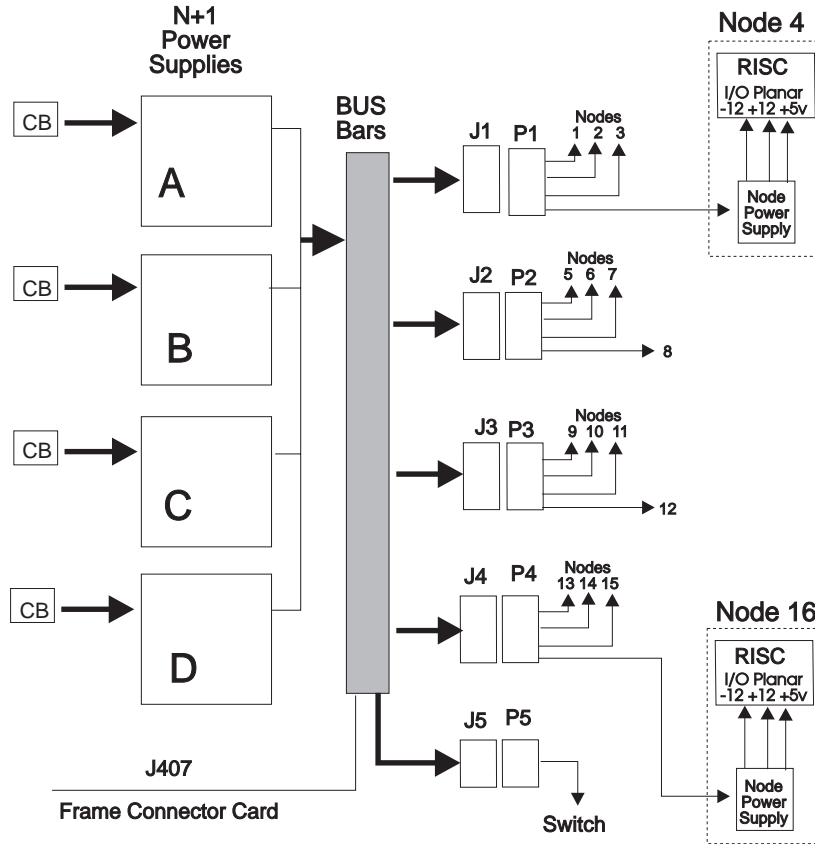 N+1
Power
Supplies
CB
A
CB
B
CB
C
CB
D
BUS
Bars
J407
Frame Connector Card
J1 P1
Nodes
1 2 3
J2 P2
Nodes
5 6 7
8
J3 P3
Nodes
9 10 11
12
J4 P4
Nodes
13 14 15
J5 P5
Switch
Node 4
RISC
I/O Planar
-12 +12 +5v
Node
Power
Supply
Node 16
RISC
I/O Planar
-12 +12 +5v
Node
Power
Supply